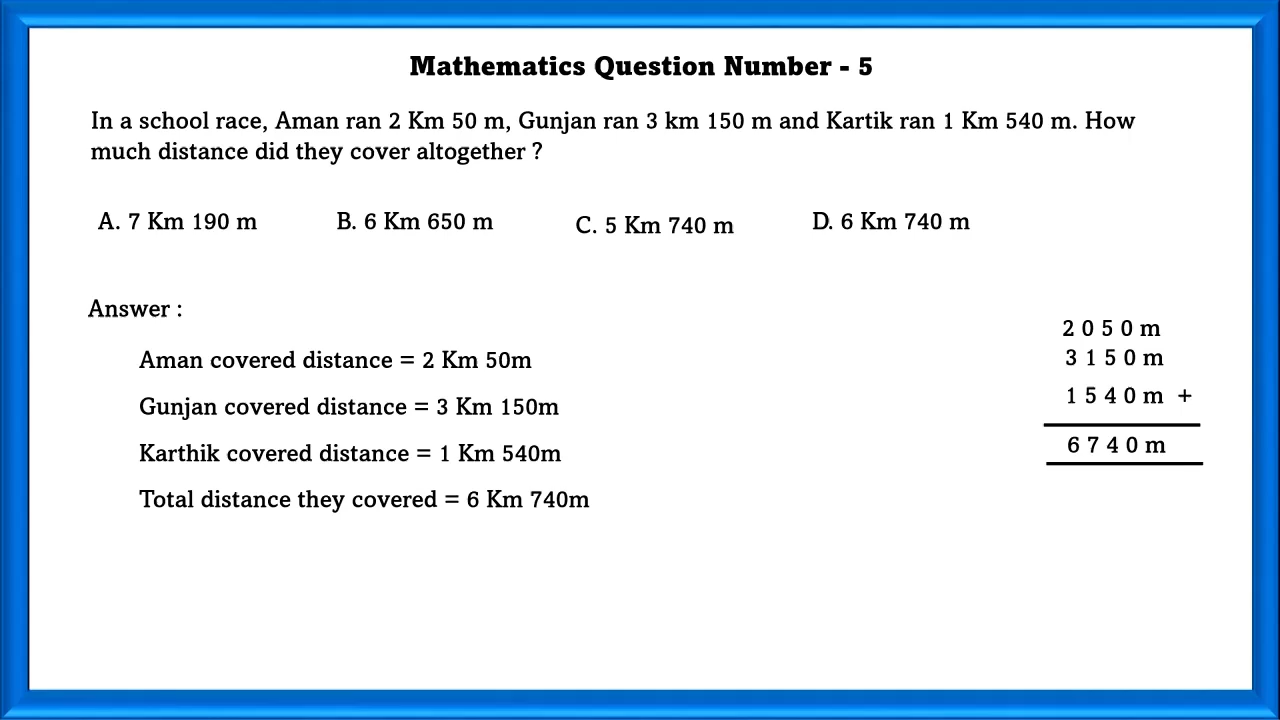 Mathematics Question Number - 5
In a school race, Aman ran 2 Km 50 m, Gunjan ran 3 km 150 m and Kartik ran 1 Km 540 m. How
much distance did they cover altogether ?
A. 7 Km 190 m B. 6 Km 650 m C. 5 Km 740 m D. 6 Km 740 m
Answer :
Aman covered distance = 2 Km 50m
Gunjan covered distance = 3 Km 150m
Karthik covered distance = 1 Km 540m
Total distance they covered = 6 Km 740m
2 0 5 0 m
3 1 5 0 m
1 5 4 0 m +
6 7 4 0 m